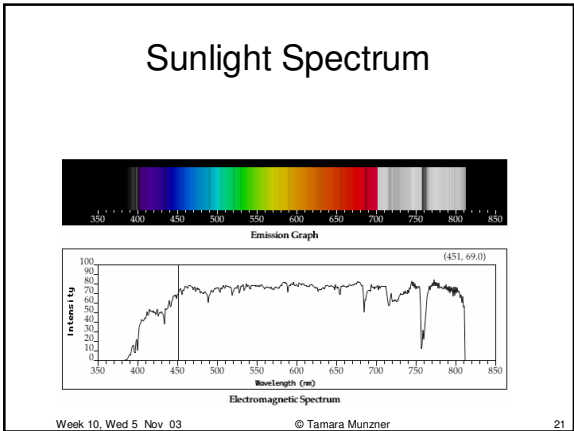 Sunlight Spectrum
350 400 450 500 550 600 650 700 750 800 850
Emission Graph
(451, 69.0)
100
90
80
70
60
50
40
30
20
10
0
Intensity
350 400 450 500 550 600 650 700 750 800 850
Wavelength (nm)
Electromagnetic Spectrum
Week 10, Wed 5 Nov 03 © Tamara Munzner 21